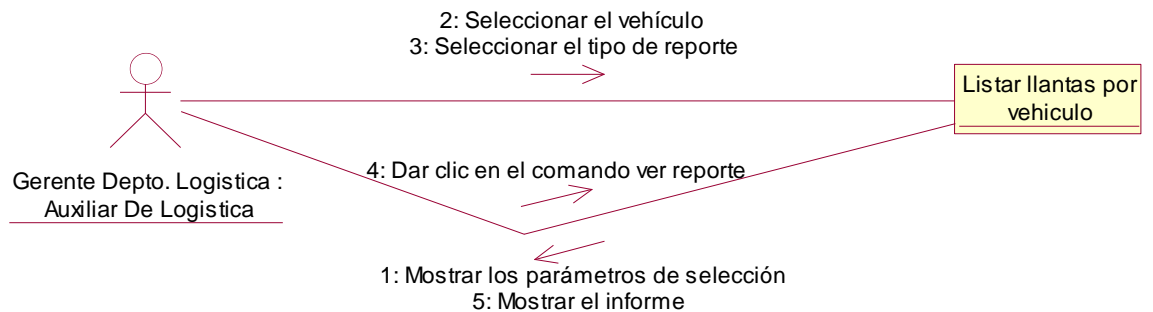 2: Seleccionar el vehículo
3: Seleccionar el tipo de reporte
Listar llantas por
vehiculo
4: Dar clic en el comando ver reporte
Gerente Depto. Logistica :
Auxiliar De Logistica
1: Mostrar los parámetros de selección
5: Mostrar el informe